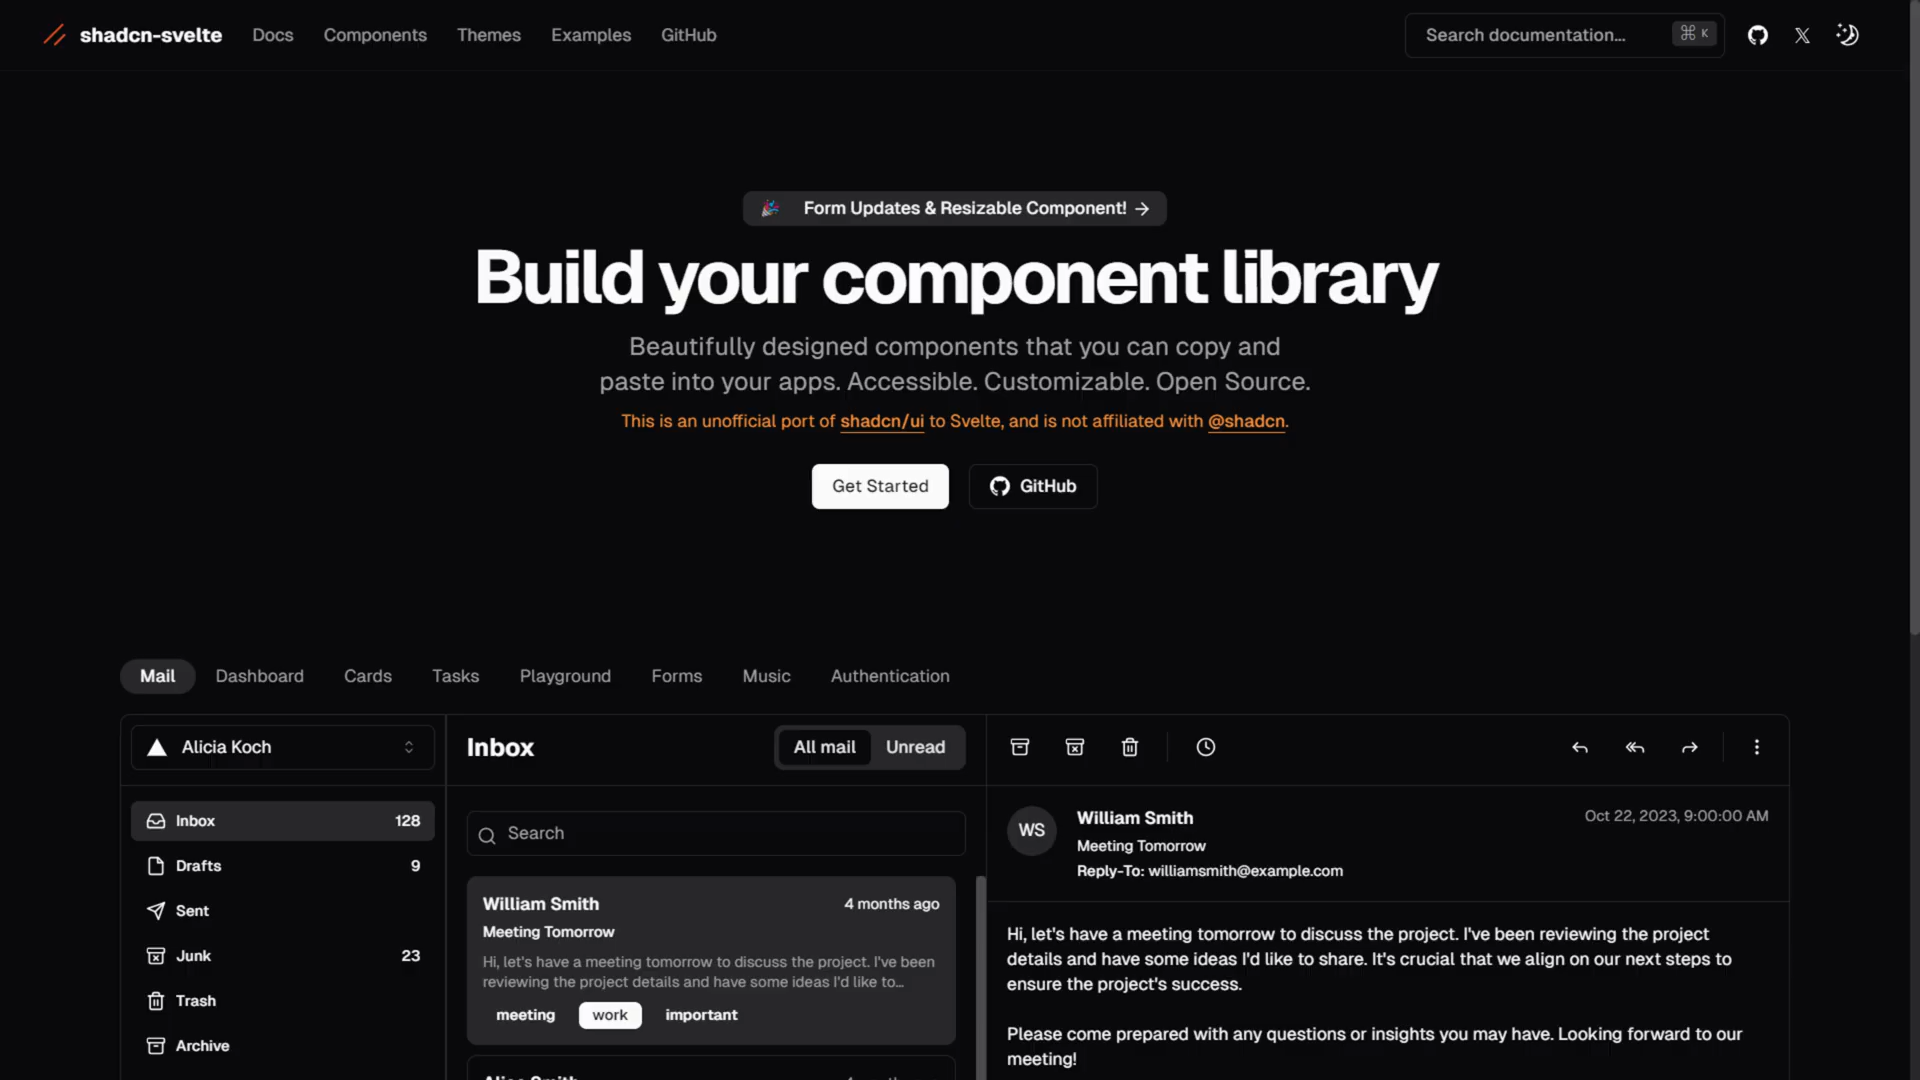 shadcn-svelte Docs Components Themes Examples GitHub Search documentation... ⌘ K
🎉 Form Updates & Resizable Component! →
Build your component library
Beautifully designed components that you can copy and
paste into your apps. Accessible. Customizable. Open Source.
This is an unofficial port of shadcn/ui to Svelte, and is not affiliated with @shadcn.
Get Started GitHub
Mail Dashboard Cards Tasks Playground Forms Music Authentication
Alicia Koch
Inbox 128
Drafts 9
Sent
Junk 23
Trash
Archive
Inbox All mail Unread
Search
William Smith 4 months ago
Meeting Tomorrow
Hi, let's have a meeting tomorrow to discuss the project. I've been
reviewing the project details and have some ideas I'd like to...
meeting work important
WS William Smith Oct 22, 2023, 9:00:00 AM
Meeting Tomorrow
Reply-To: williamsmith@example.com
Hi, let's have a meeting tomorrow to discuss the project. I've been reviewing the project
details and have some ideas I'd like to share. It's crucial that we align on our next steps to
ensure the project's success.
Please come prepared with any questions or insights you may have. Looking forward to our
meeting!